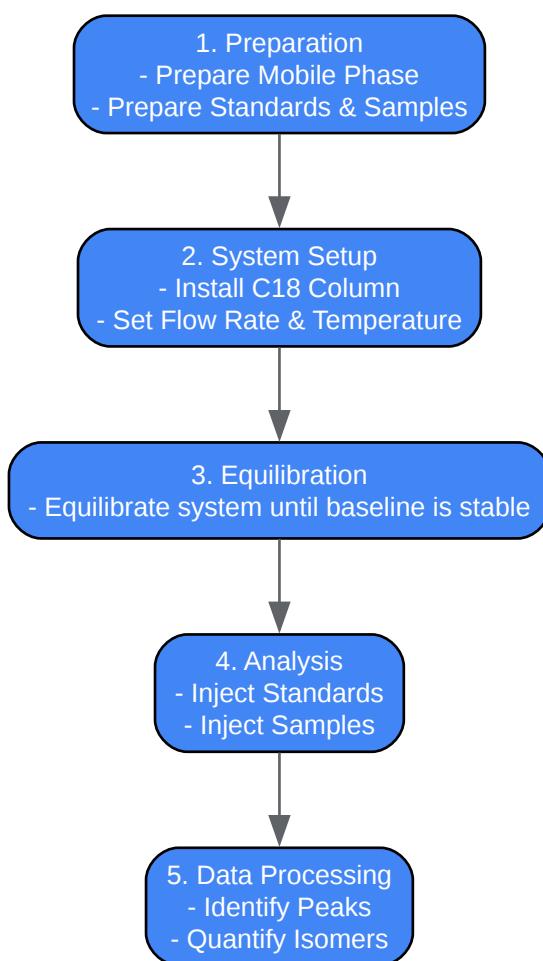 1. Preparation
- Prepare Mobile Phase
- Prepare Standards & Samples
2. System Setup
- Install C18 Column
- Set Flow Rate & Temperature
3. Equilibration
- Equilibrate system until baseline is stable
4. Analysis
- Inject Standards
- Inject Samples
5. Data Processing
- Identify Peaks
- Quantify Isomers